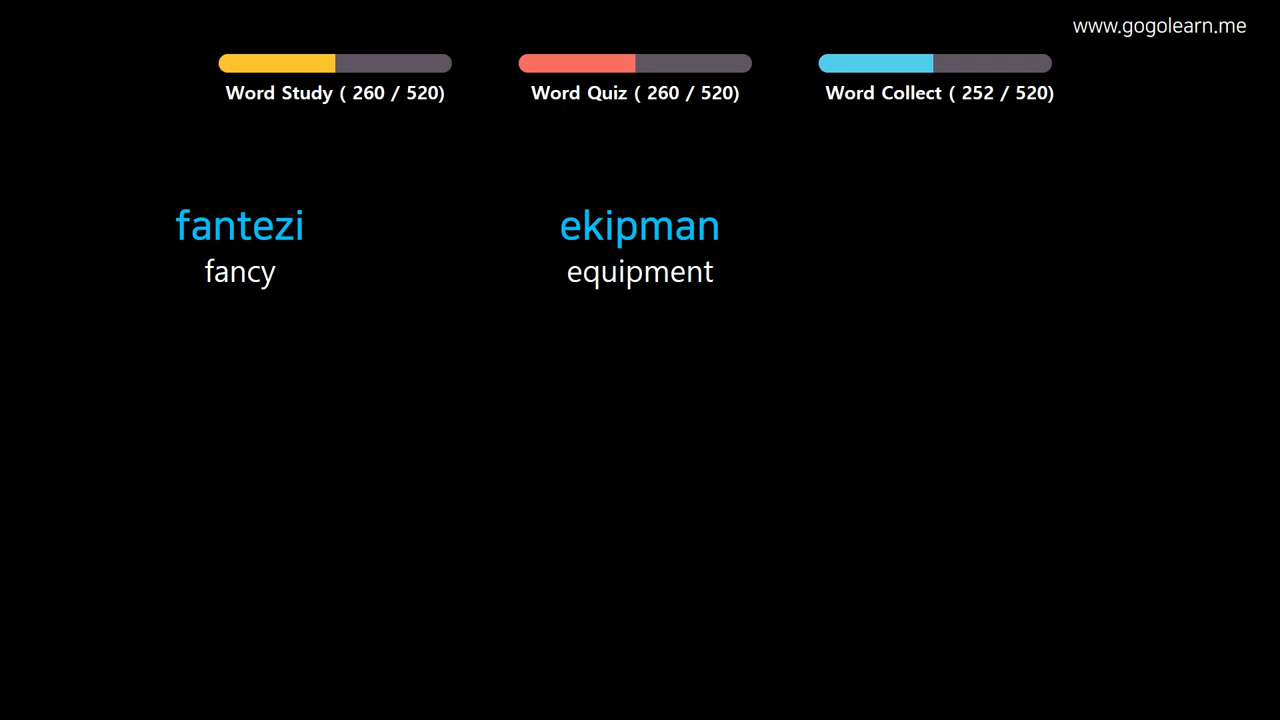 www.gogolearn.me
Word Study ( 260 / 520)
Word Quiz ( 260 / 520)
Word Collect ( 252 / 520)
fantezi
fancy
ekipman
equipment